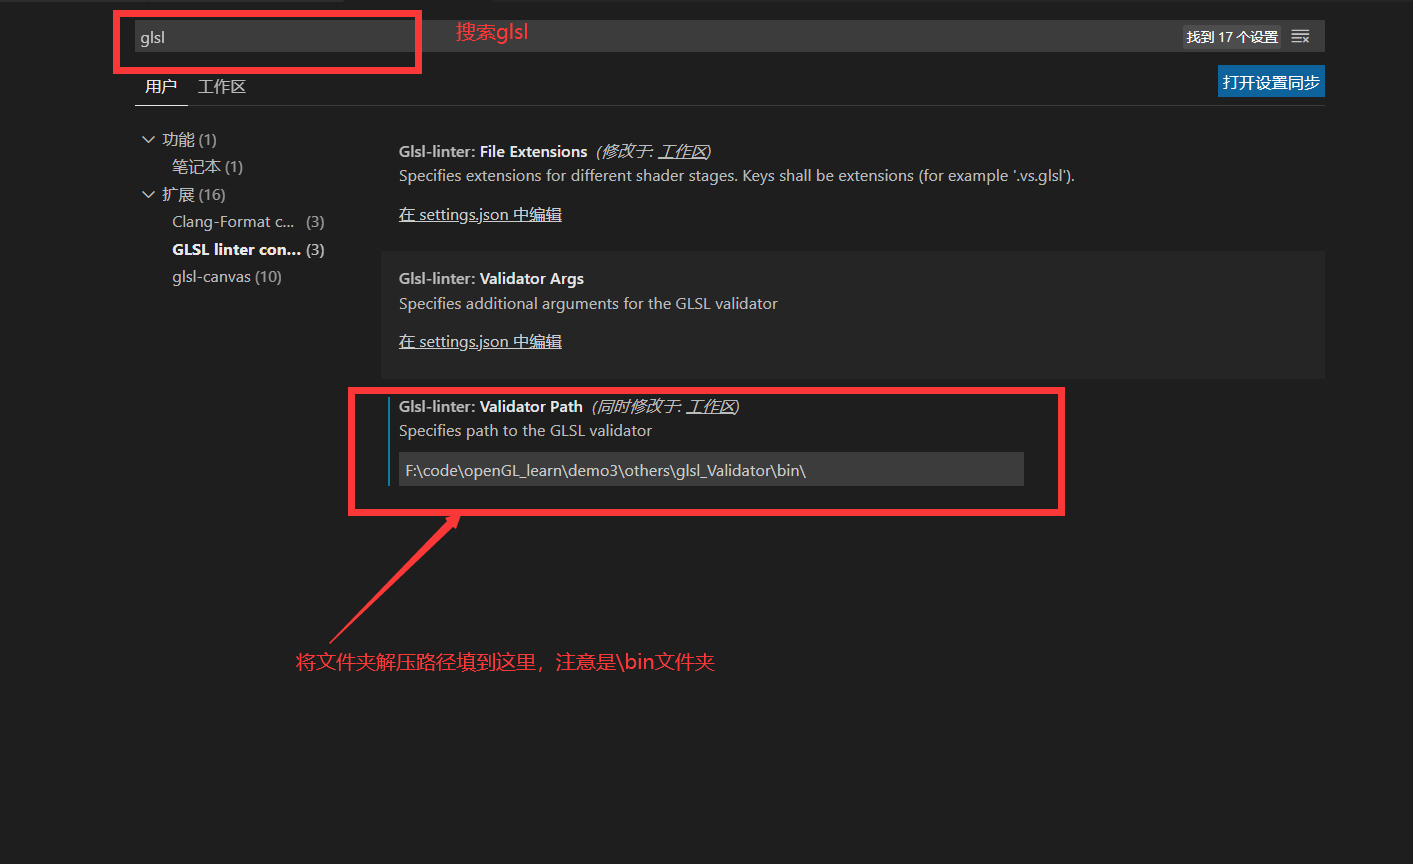 glsl
搜索glsl
找到 17 个设置
用户
工作区
打开设置同步
功能 (1)
笔记本 (1)
扩展 (16)
Clang-Format c... (3)
GLSL linter con... (3)
glsl-canvas (10)
Glsl-linter: File Extensions (修改于: 工作区)
Specifies extensions for different shader stages. Keys shall be extensions (for example '.vs.glsl').
在 settings.json 中编辑
Glsl-linter: Validator Args
Specifies additional arguments for the GLSL validator
在 settings.json 中编辑
Glsl-linter: Validator Path (同时修改于: 工作区)
Specifies path to the GLSL validator
F:\code\openGL_learn\demo3\others\glsl_Validator\bin\
将文件夹解压路径填到这里，注意是\bin文件夹